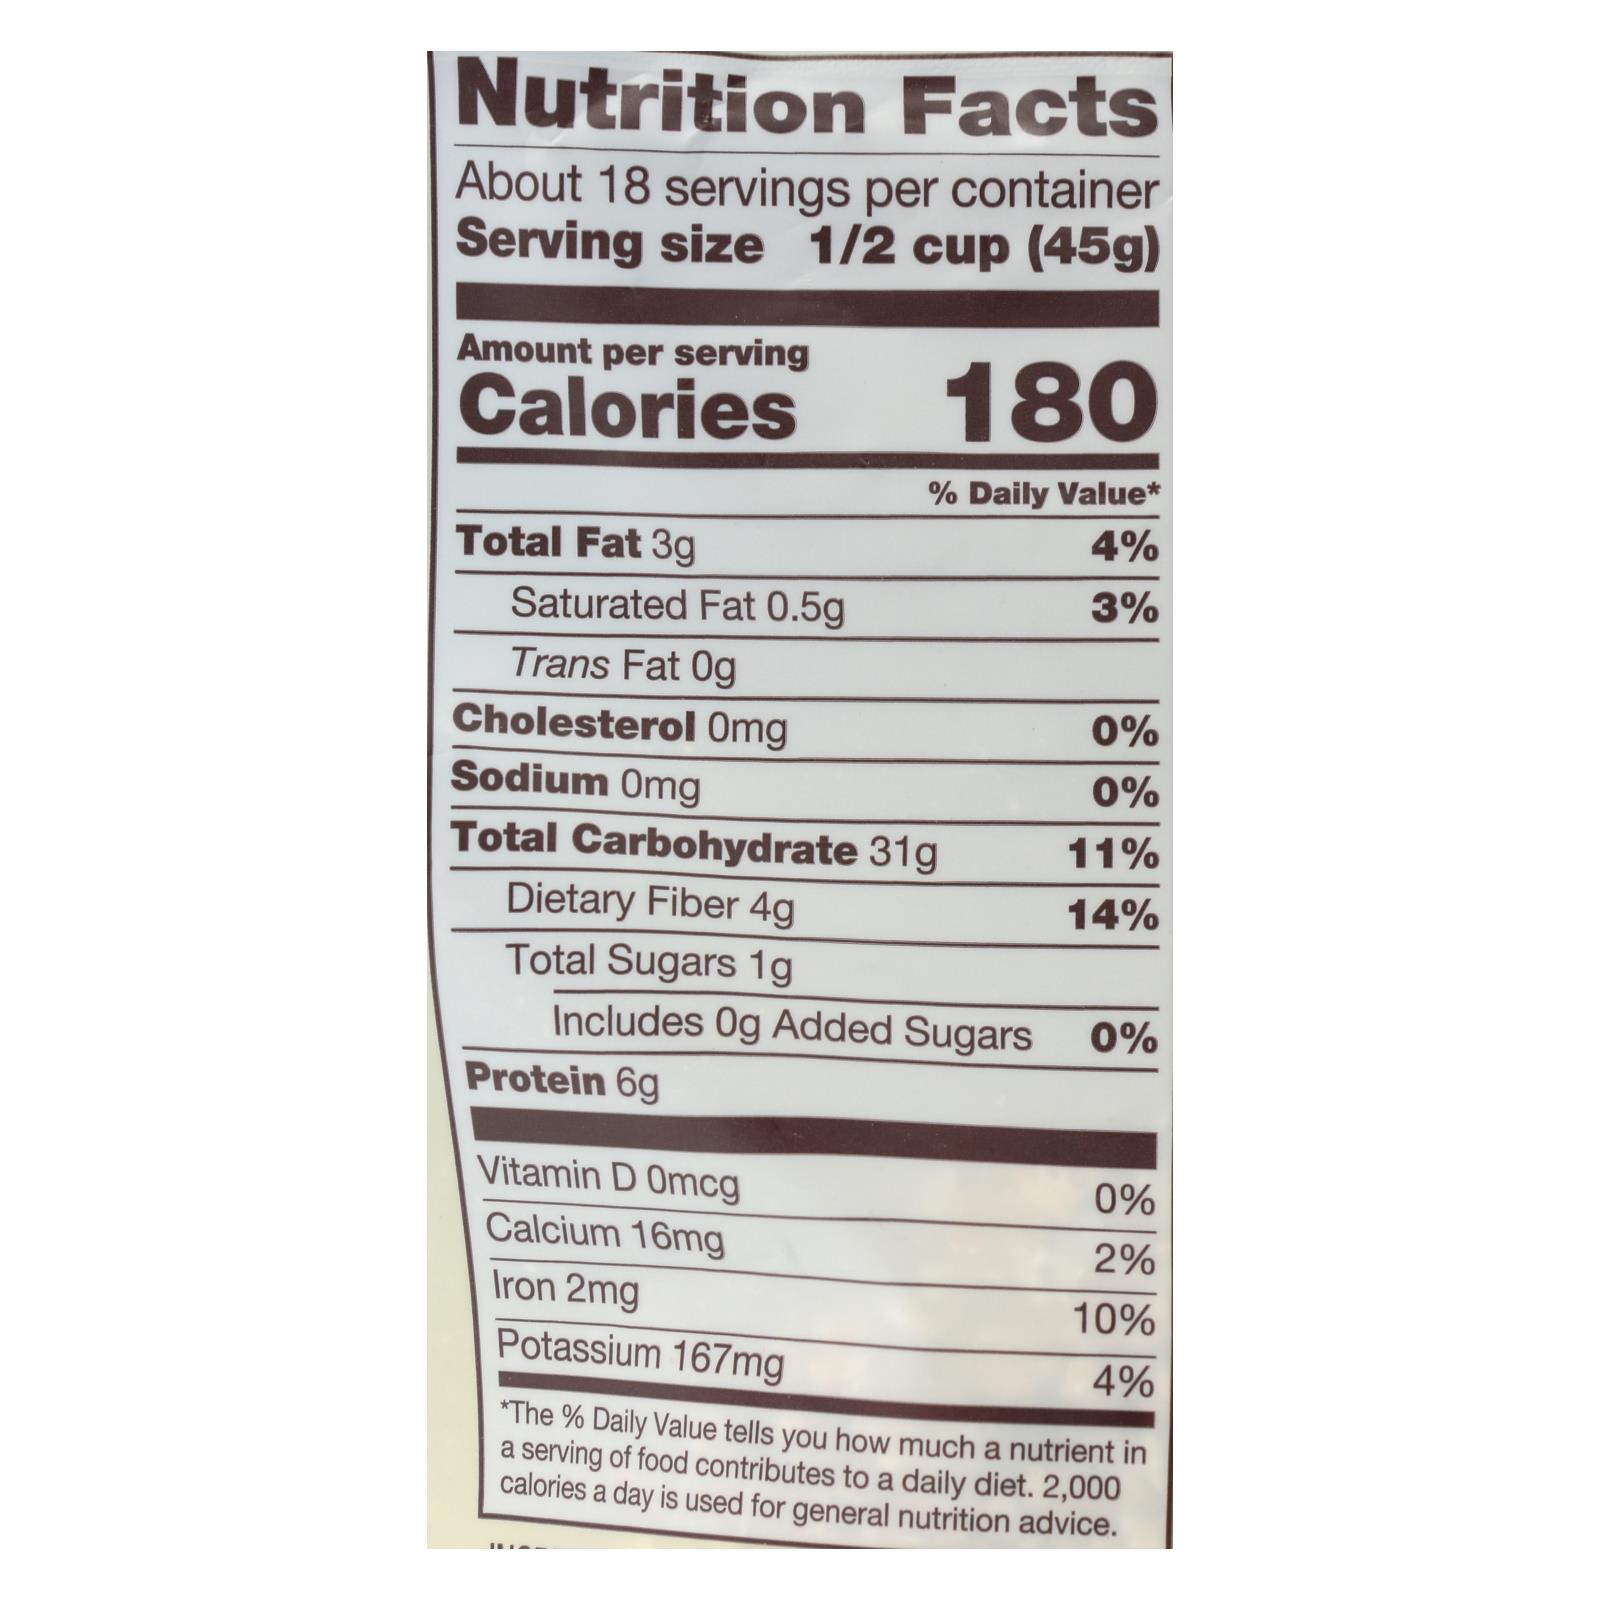 Nutrition Facts
About 18 servings per container
Serving size 1/2 cup (45g)
Amount per serving
Calories 180
% Daily Value*
Total Fat 3g 4%
Saturated Fat 0.5g 3%
Trans Fat 0g
Cholesterol 0mg 0%
Sodium 0mg 0%
Total Carbohydrate 31g 11%
Dietary Fiber 4g 14%
Total Sugars 1g
Includes 0g Added Sugars 0%
Protein 6g
Vitamin D 0mcg 0%
Calcium 16mg 2%
Iron 2mg 10%
Potassium 167mg 4%
*The % Daily Value tells you how much a nutrient in
a serving of food contributes to a daily diet. 2,000
calories a day is used for general nutrition advice.